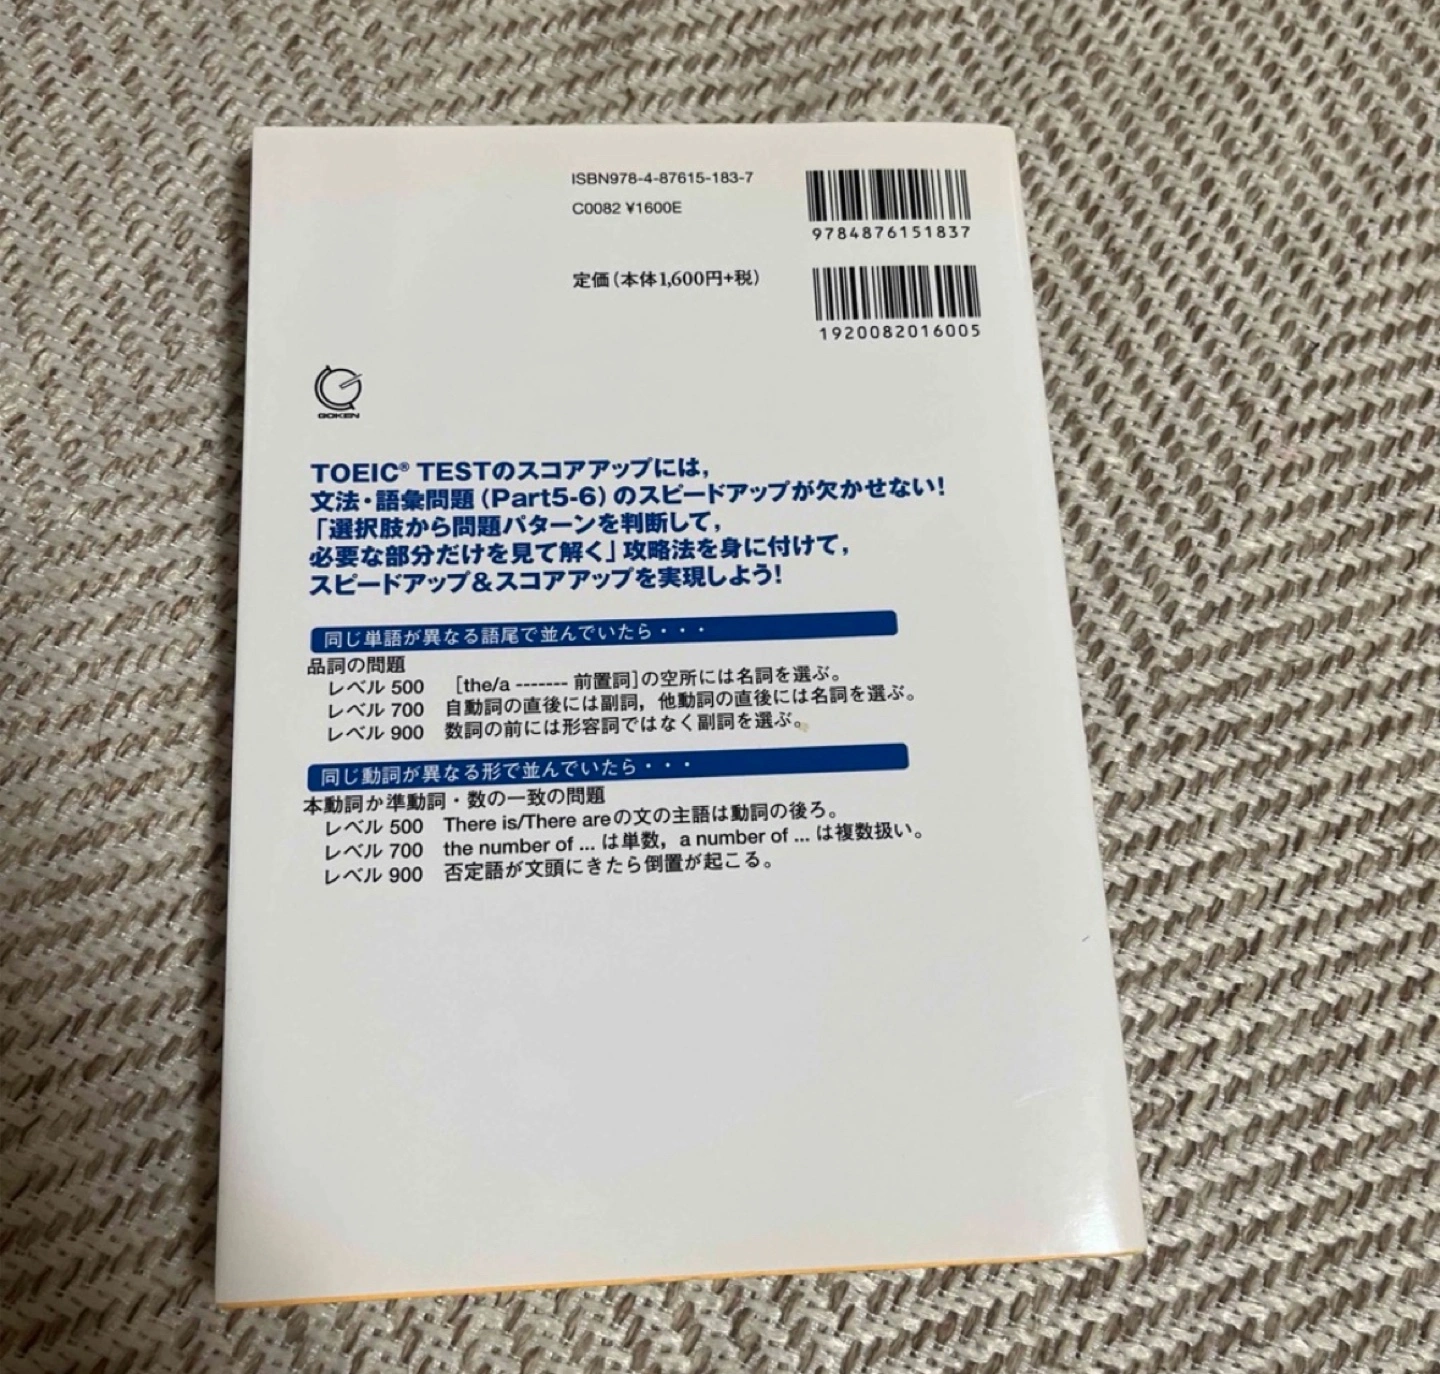 ISBN978-4-87615-183-7
C0082 ¥1600E
9784876151837
定価(本体1,600円+税)
1920082016005
GOKEN
TOEIC® TESTのスコアアップには，
文法・語彙問題（Part5-6）のスピードアップが欠かせない！
「選択肢から問題パターンを判断して，
必要な部分だけを見て解く」攻略法を身に付けて，
スピードアップ＆スコアアップを実現しよう！
同じ単語が異なる語尾で並んでいたら・・・
品詞の問題
レベル 500 [the/a ------- 前置詞]の空所には名詞を選ぶ。
レベル 700 自動詞の直後には副詞，他動詞の直後には名詞を選ぶ。
レベル 900 数詞の前には形容詞ではなく副詞を選ぶ。
同じ動詞が異なる形で並んでいたら・・・
本動詞か準動詞・数の一致の問題
レベル 500 There is/There areの文の主語は動詞の後ろ。
レベル 700 the number of ... は単数，a number of ... は複数扱い。
レベル 900 否定語が文頭にきたら倒置が起こる。